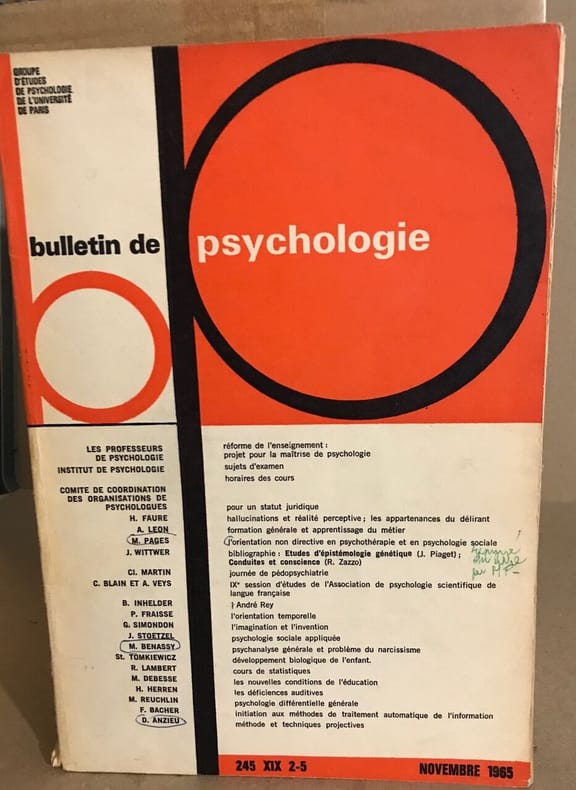 GROUPE
D'ÉTUDES
DE PSYCHOLOGIE
DE L'UNIVERSITÉ
DE PARIS
bulletin de psychologie
LES PROFESSEURS
DE PSYCHOLOGIE
INSTITUT DE PSYCHOLOGIE
réforme de l'enseignement :
projet pour la maîtrise de psychologie
sujets d'examen
horaires des cours
COMITE DE COORDINATION
DES ORGANISATIONS DE
PSYCHOLOGUES pour un statut juridique
H. FAURE hallucinations et réalité perceptive ; les appartenances du délirant
A. LEON formation générale et apprentissage du métier
M. PAGES l'orientation non directive en psychothérapie et en psychologie sociale
J. WITTWER bibliographie : Etudes d'épistémologie génétique (J. Piaget) ;
Conduites et conscience (R. Zazzo)
Cl. MARTIN journée de pédopsychiatrie
C. BLAIN ET A. VEYS IXe session d'études de l'Association de psychologie scientifique de
langue française
B. INHELDER † André Rey
P. FRAISSE l'orientation temporelle
G. SIMONDON l'imagination et l'invention
J. STOETZEL psychologie sociale appliquée
M. BENASSY psychanalyse générale et problème du narcissisme
St. TOMKIEWICZ développement biologique de l'enfant.
R. LAMBERT cours de statistiques
M. DEBESSE les nouvelles conditions de l'éducation
H. HERREN les déficiences auditives
M. REUCHLIN psychologie différentielle générale
F. BACHER initiation aux méthodes de traitement automatique de l'information
D. ANZIEU méthode et techniques projectives
245 XIX 2-5 NOVEMBRE 1965